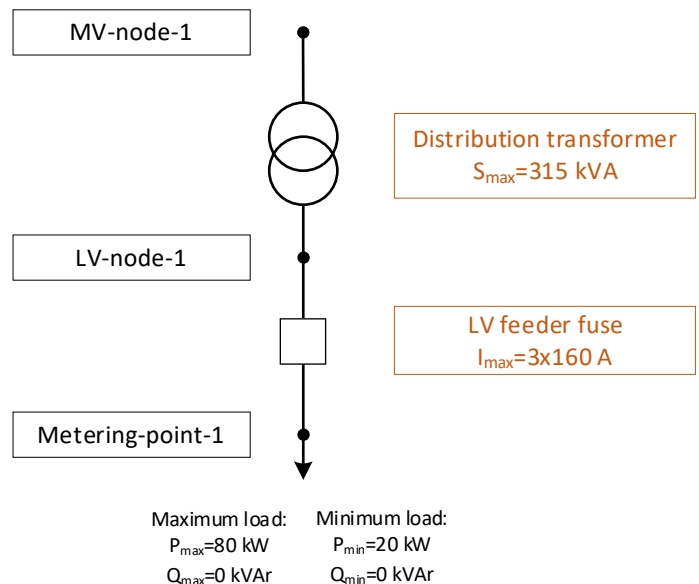 MV-node-1
Distribution transformer
Smax=315 kVA
LV-node-1
LV feeder fuse
Imax=3x160 A
Metering-point-1
Maximum load:
Pmax=80 kW
Qmax=0 kVAr
Minimum load:
Pmin=20 kW
Qmin=0 kVAr